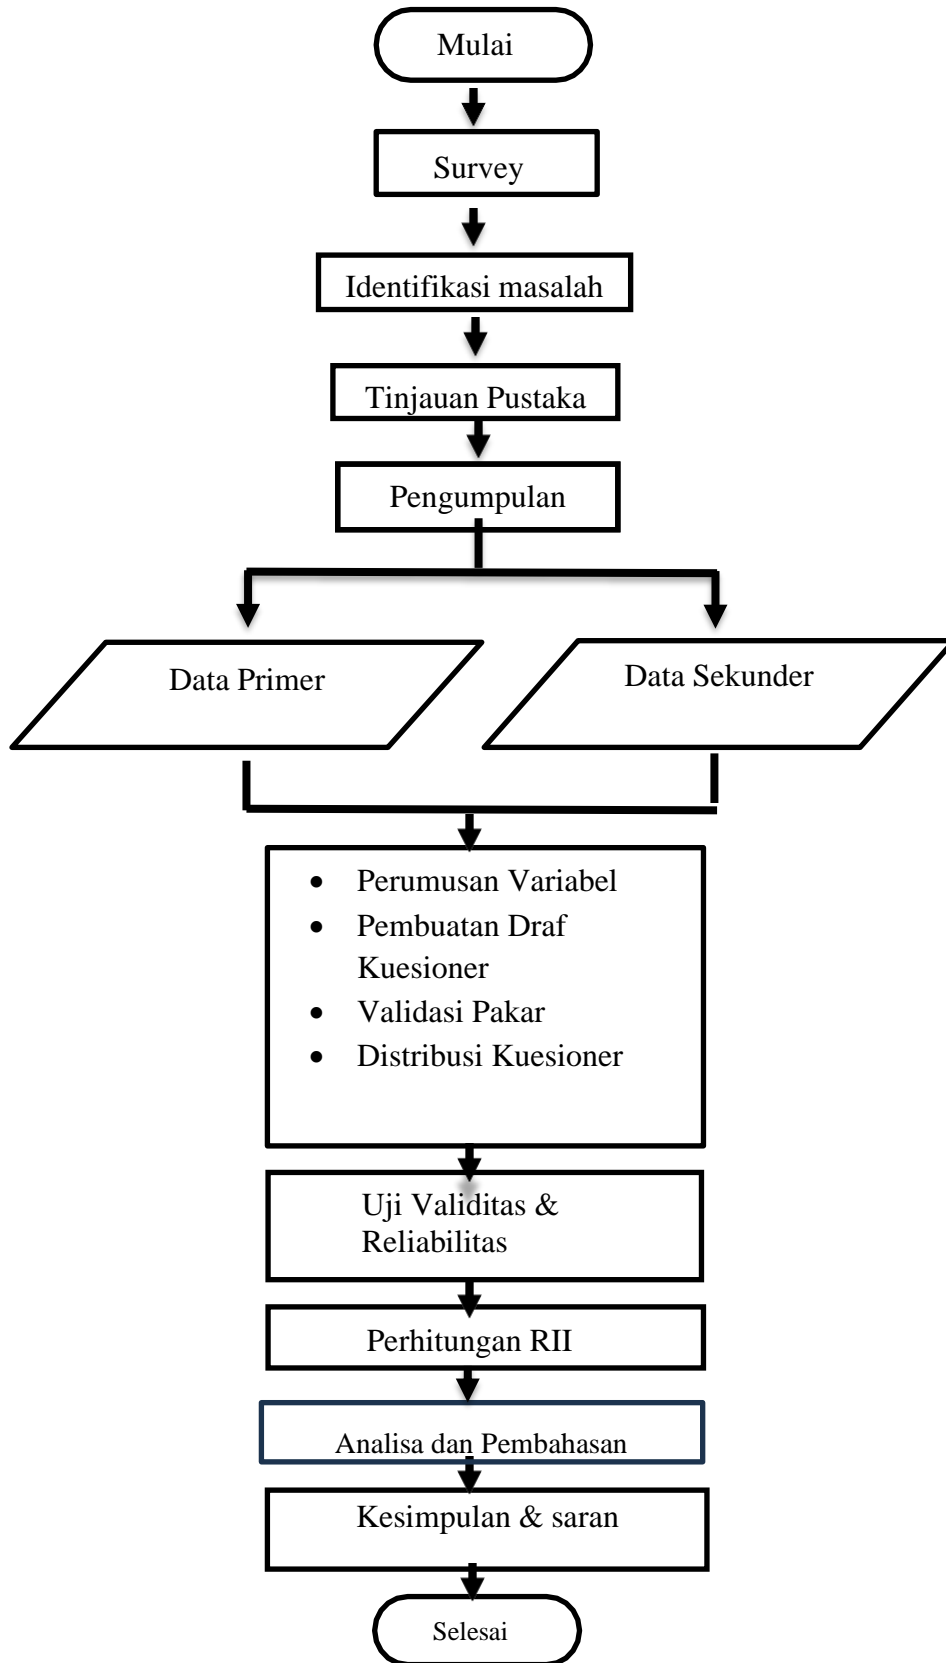 Mulai
Survey
Identifikasi masalah
Tinjauan Pustaka
Pengumpulan
Data Primer
Data Sekunder
• Perumusan Variabel
• Pembuatan Draf
Kuesioner
• Validasi Pakar
• Distribusi Kuesioner
Uji Validitas &
Reliabilitas
Perhitungan RII
Analisa dan Pembahasan
Kesimpulan & saran
Selesai